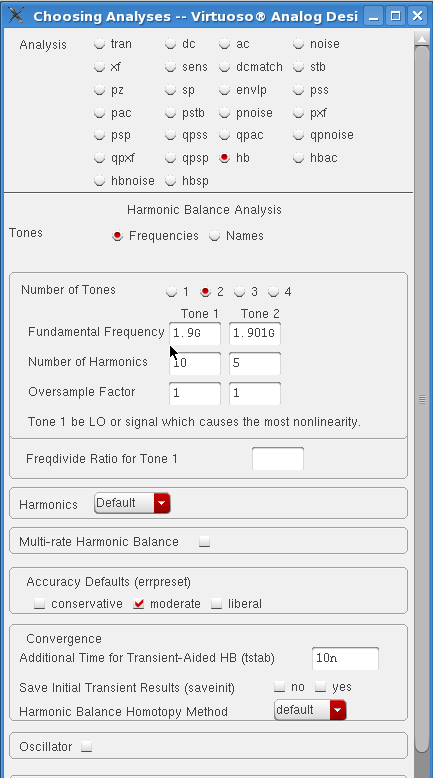 Choosing Analyses -- Virtuoso® Analog Desi
Analysis tran dc ac noise
xf sens dcmatch stb
pz sp envlp pss
pac pstb pnoise pxf
psp qpss qpac qpnoise
qpxf qpsp hb hbac
hbnoise hbsp
Harmonic Balance Analysis
Tones Frequencies Names
Number of Tones 1 2 3 4
Tone 1 Tone 2
Fundamental Frequency 1.9G 1.901G
Number of Harmonics 10 5
Oversample Factor 1 1
Tone 1 be LO or signal which causes the most nonlinearity.
Freqdivide Ratio for Tone 1
Harmonics Default
Multi-rate Harmonic Balance
Accuracy Defaults (errpreset)
conservative moderate liberal
Convergence
Additional Time for Transient-Aided HB (tstab) 10n
Save Initial Transient Results (saveinit) no yes
Harmonic Balance Homotopy Method default
Oscillator